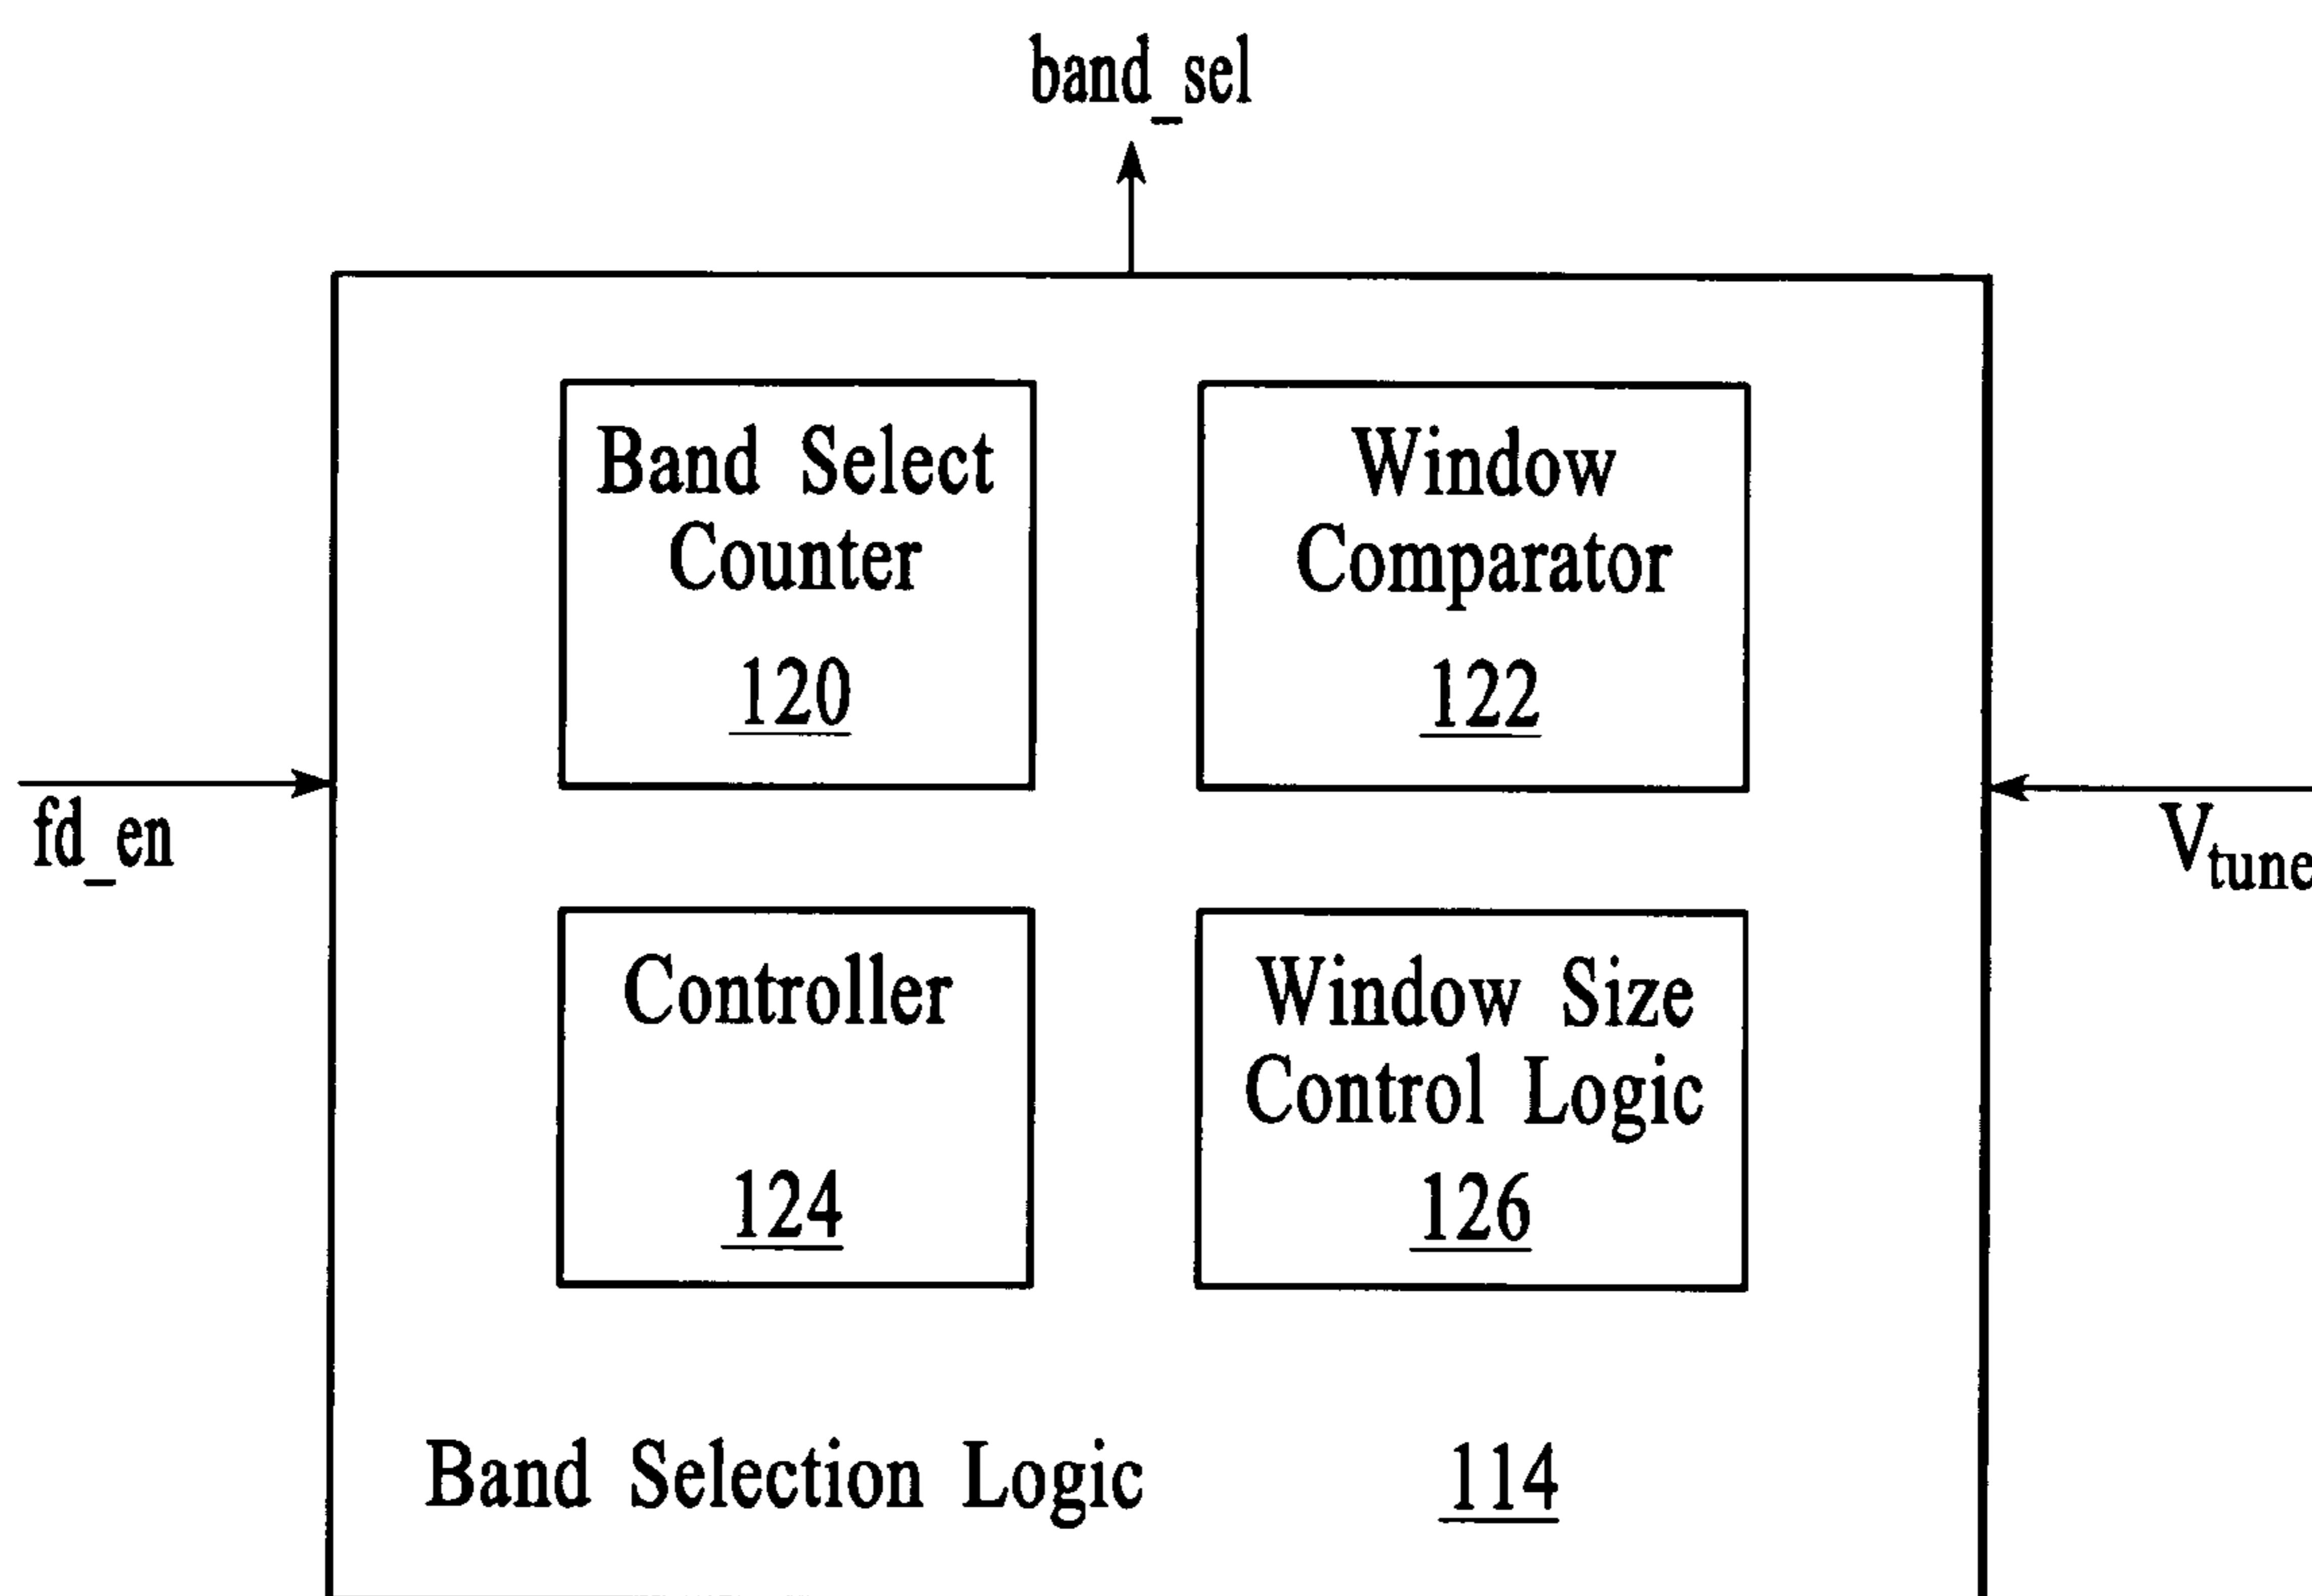 band_sel
Band Select
Counter
120
Window
Comparator
122
fd_en
Vtune
Controller
124
Window Size
Control Logic
126
Band Selection Logic 114